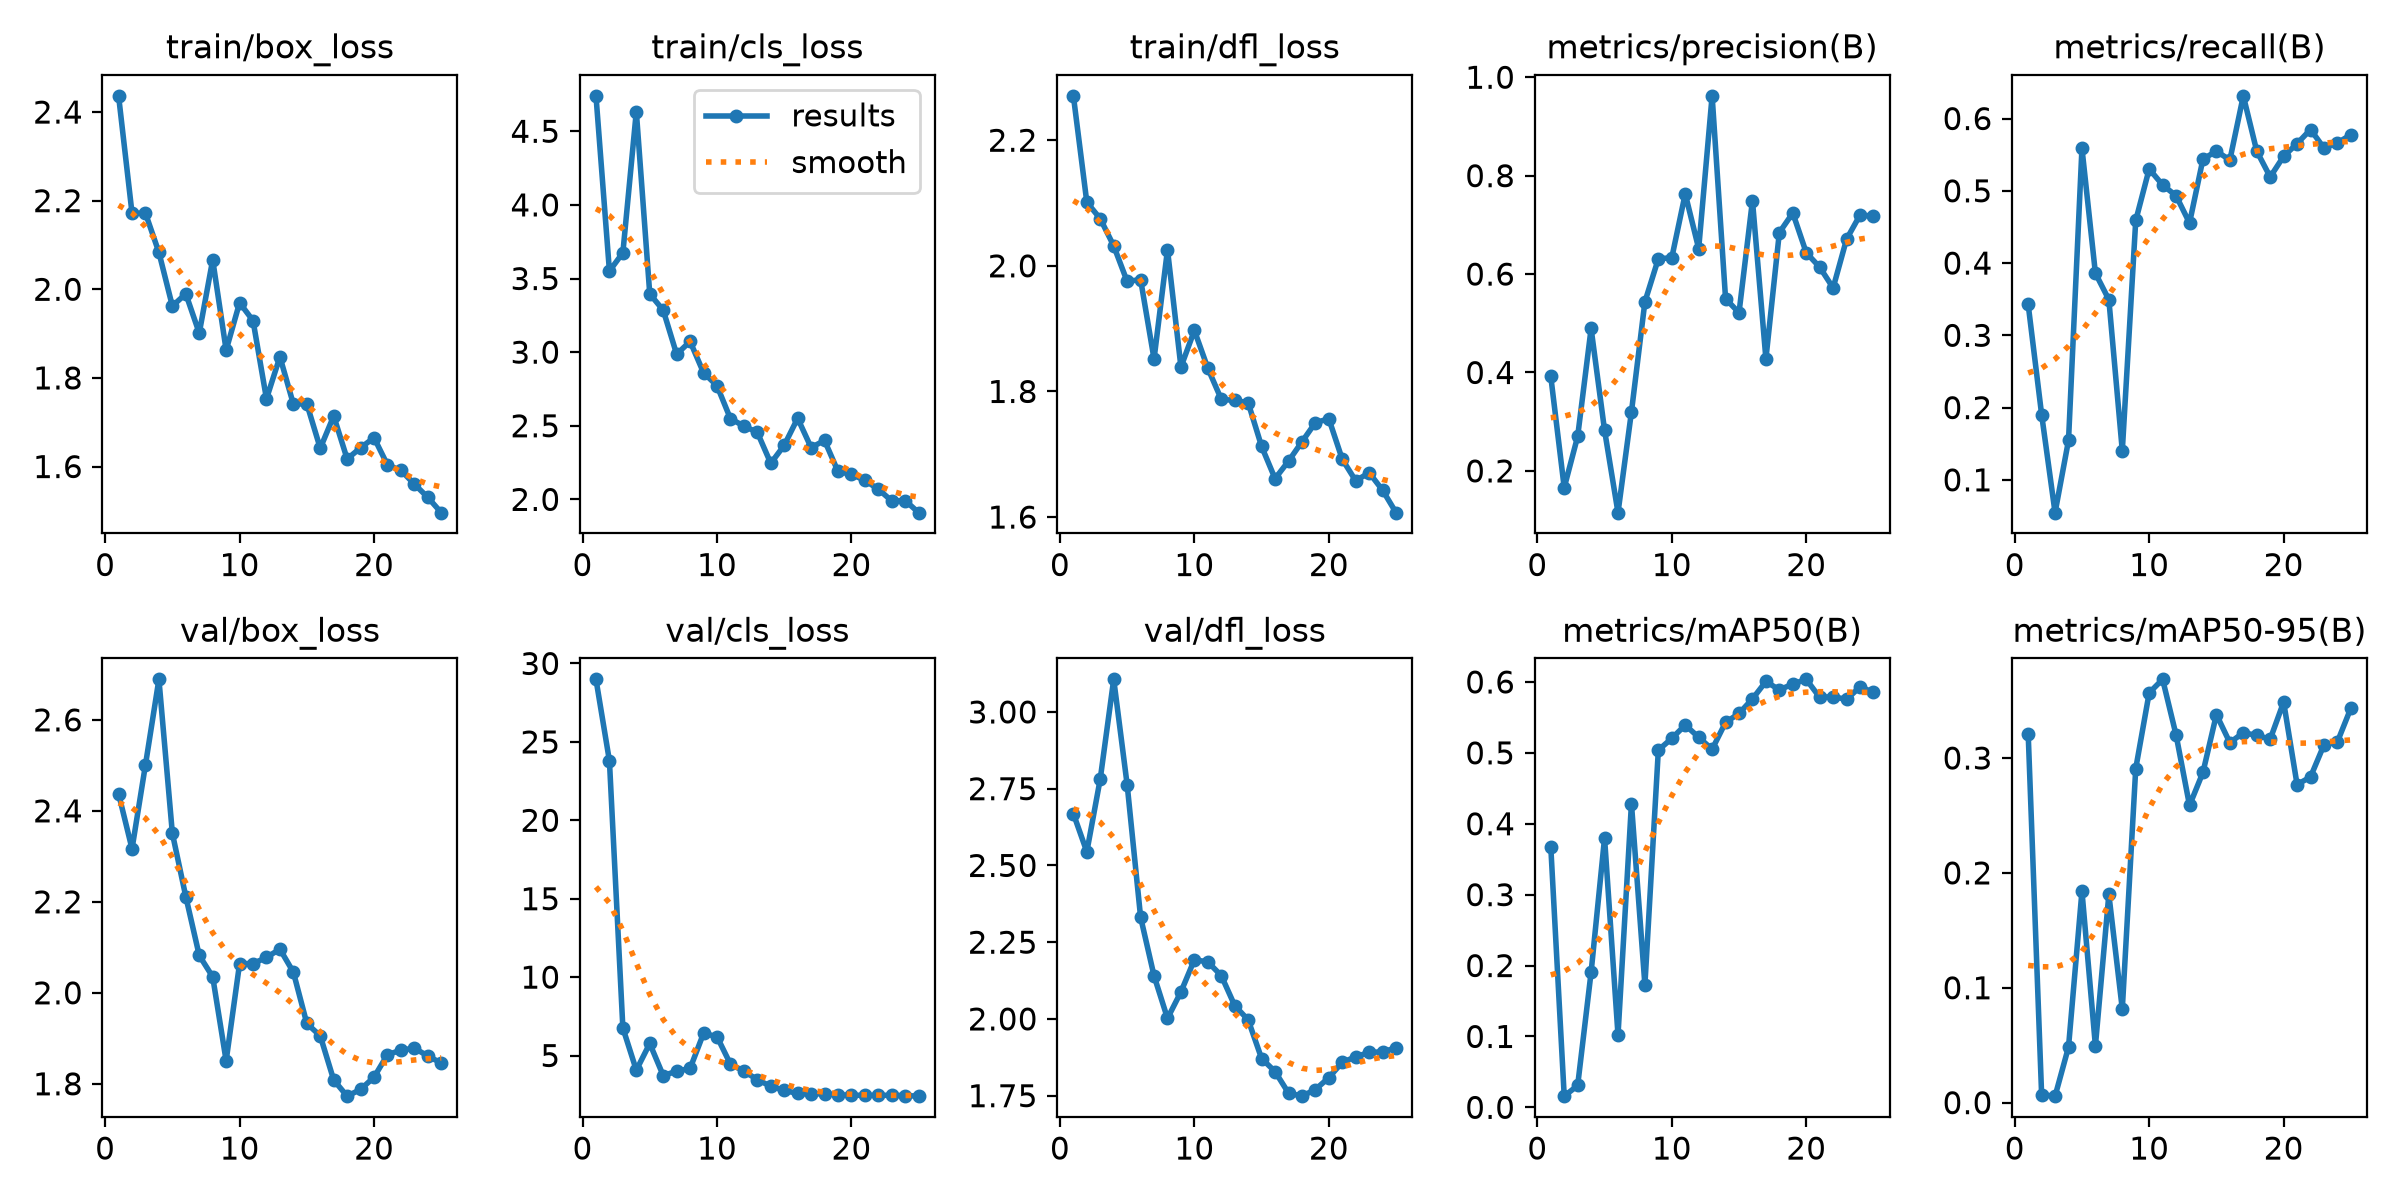 train/box_loss
train/cls_loss
train/dfl_loss
metrics/precision(B)
metrics/recall(B)
2.4
2.2
2.0
1.8
1.6
0 10 20
results
smooth
4.5
4.0
3.5
3.0
2.5
2.0
0 10 20
2.2
2.0
1.8
1.6
0 10 20
1.0
0.8
0.6
0.4
0.2
0 10 20
0.6
0.5
0.4
0.3
0.2
0.1
0 10 20
val/box_loss
val/cls_loss
val/dfl_loss
metrics/mAP50(B)
metrics/mAP50-95(B)
2.6
2.4
2.2
2.0
1.8
0 10 20
30
25
20
15
10
5
0 10 20
3.00
2.75
2.50
2.25
2.00
1.75
0 10 20
0.6
0.5
0.4
0.3
0.2
0.1
0.0
0 10 20
0.3
0.2
0.1
0.0
0 10 20